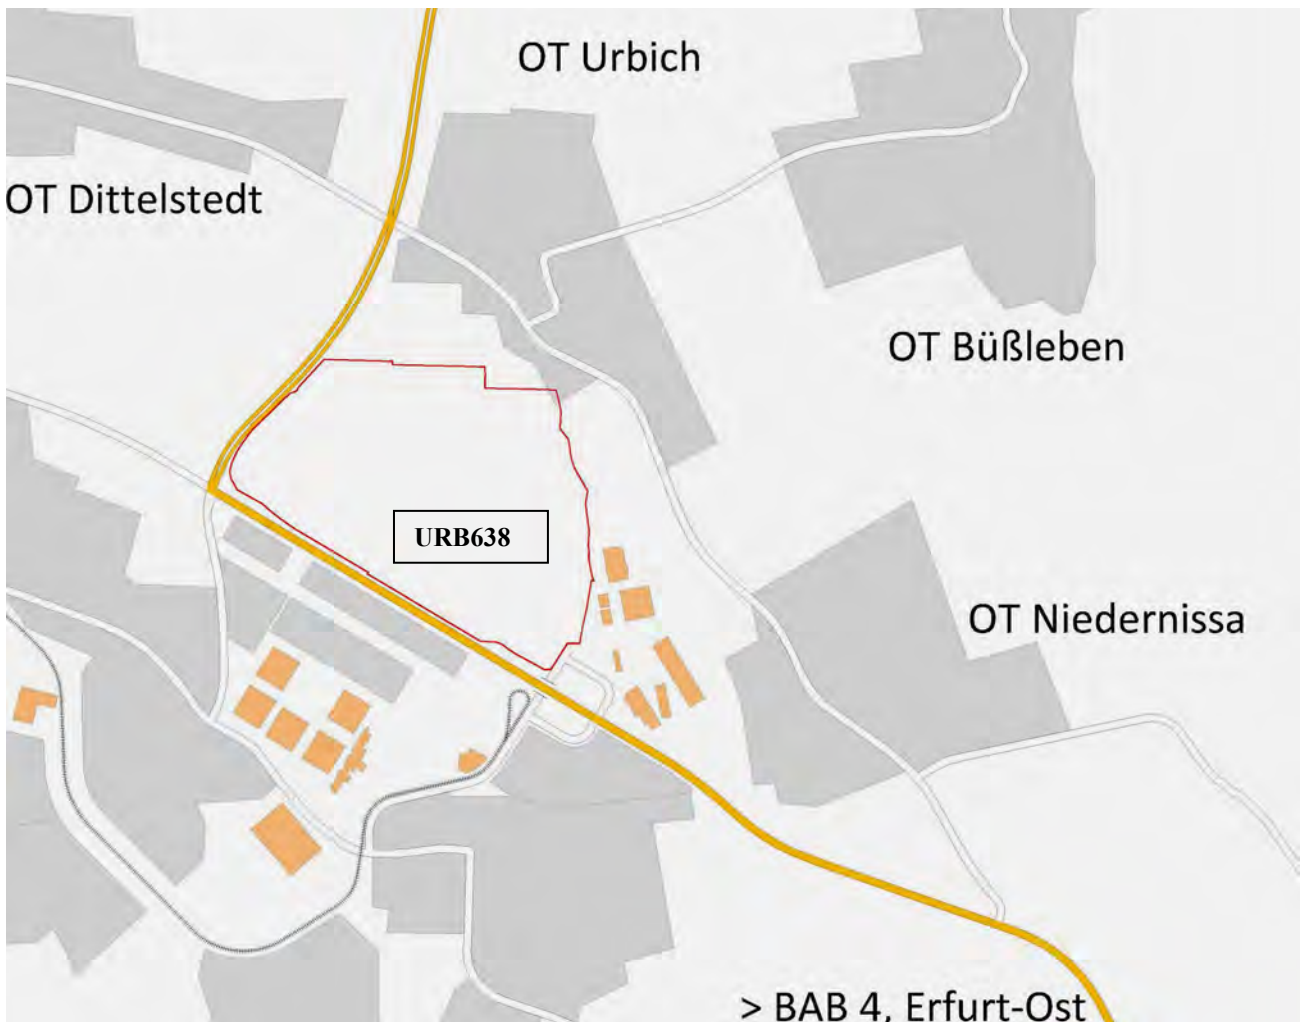 OT Urbich
OT Dittelstedt
OT Büßleben
URB638
OT Niedernissa
> BAB 4, Erfurt-Ost